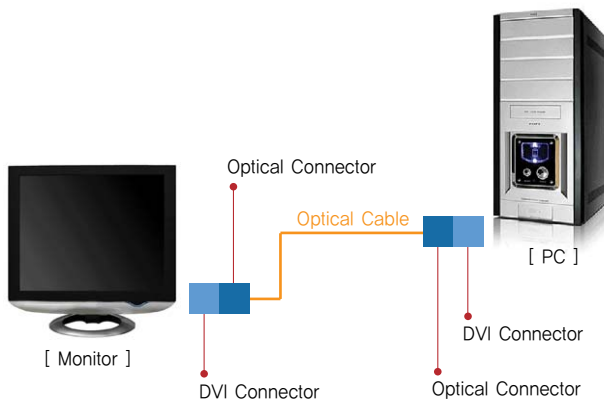 Optical Connector
Optical Cable
[ PC ]
DVI Connector
[ Monitor ]
DVI Connector
Optical Connector